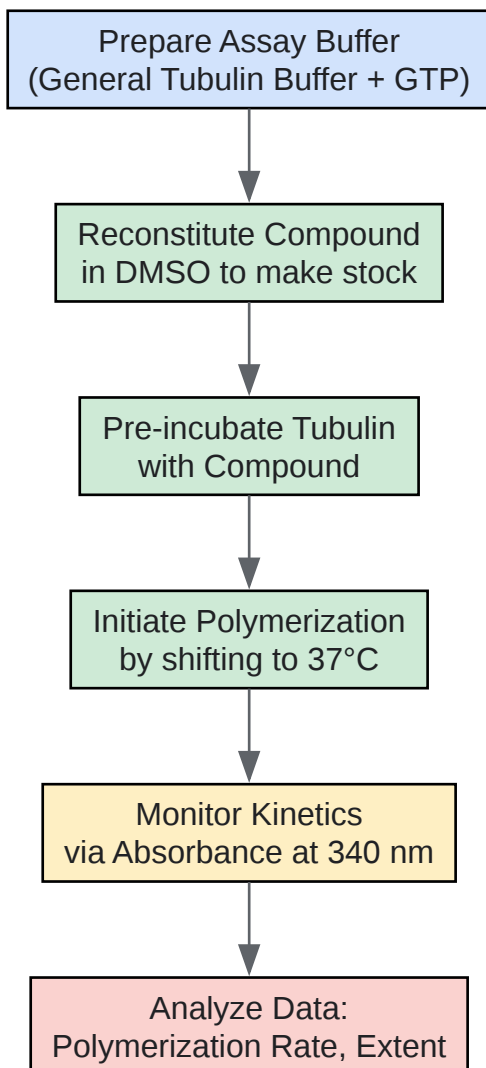 Prepare Assay Buffer
(General Tubulin Buffer + GTP)
Reconstitute Compound
in DMSO to make stock
Pre-incubate Tubulin
with Compound
Initiate Polymerization
by shifting to 37°C
Monitor Kinetics
via Absorbance at 340 nm
Analyze Data:
Polymerization Rate, Extent